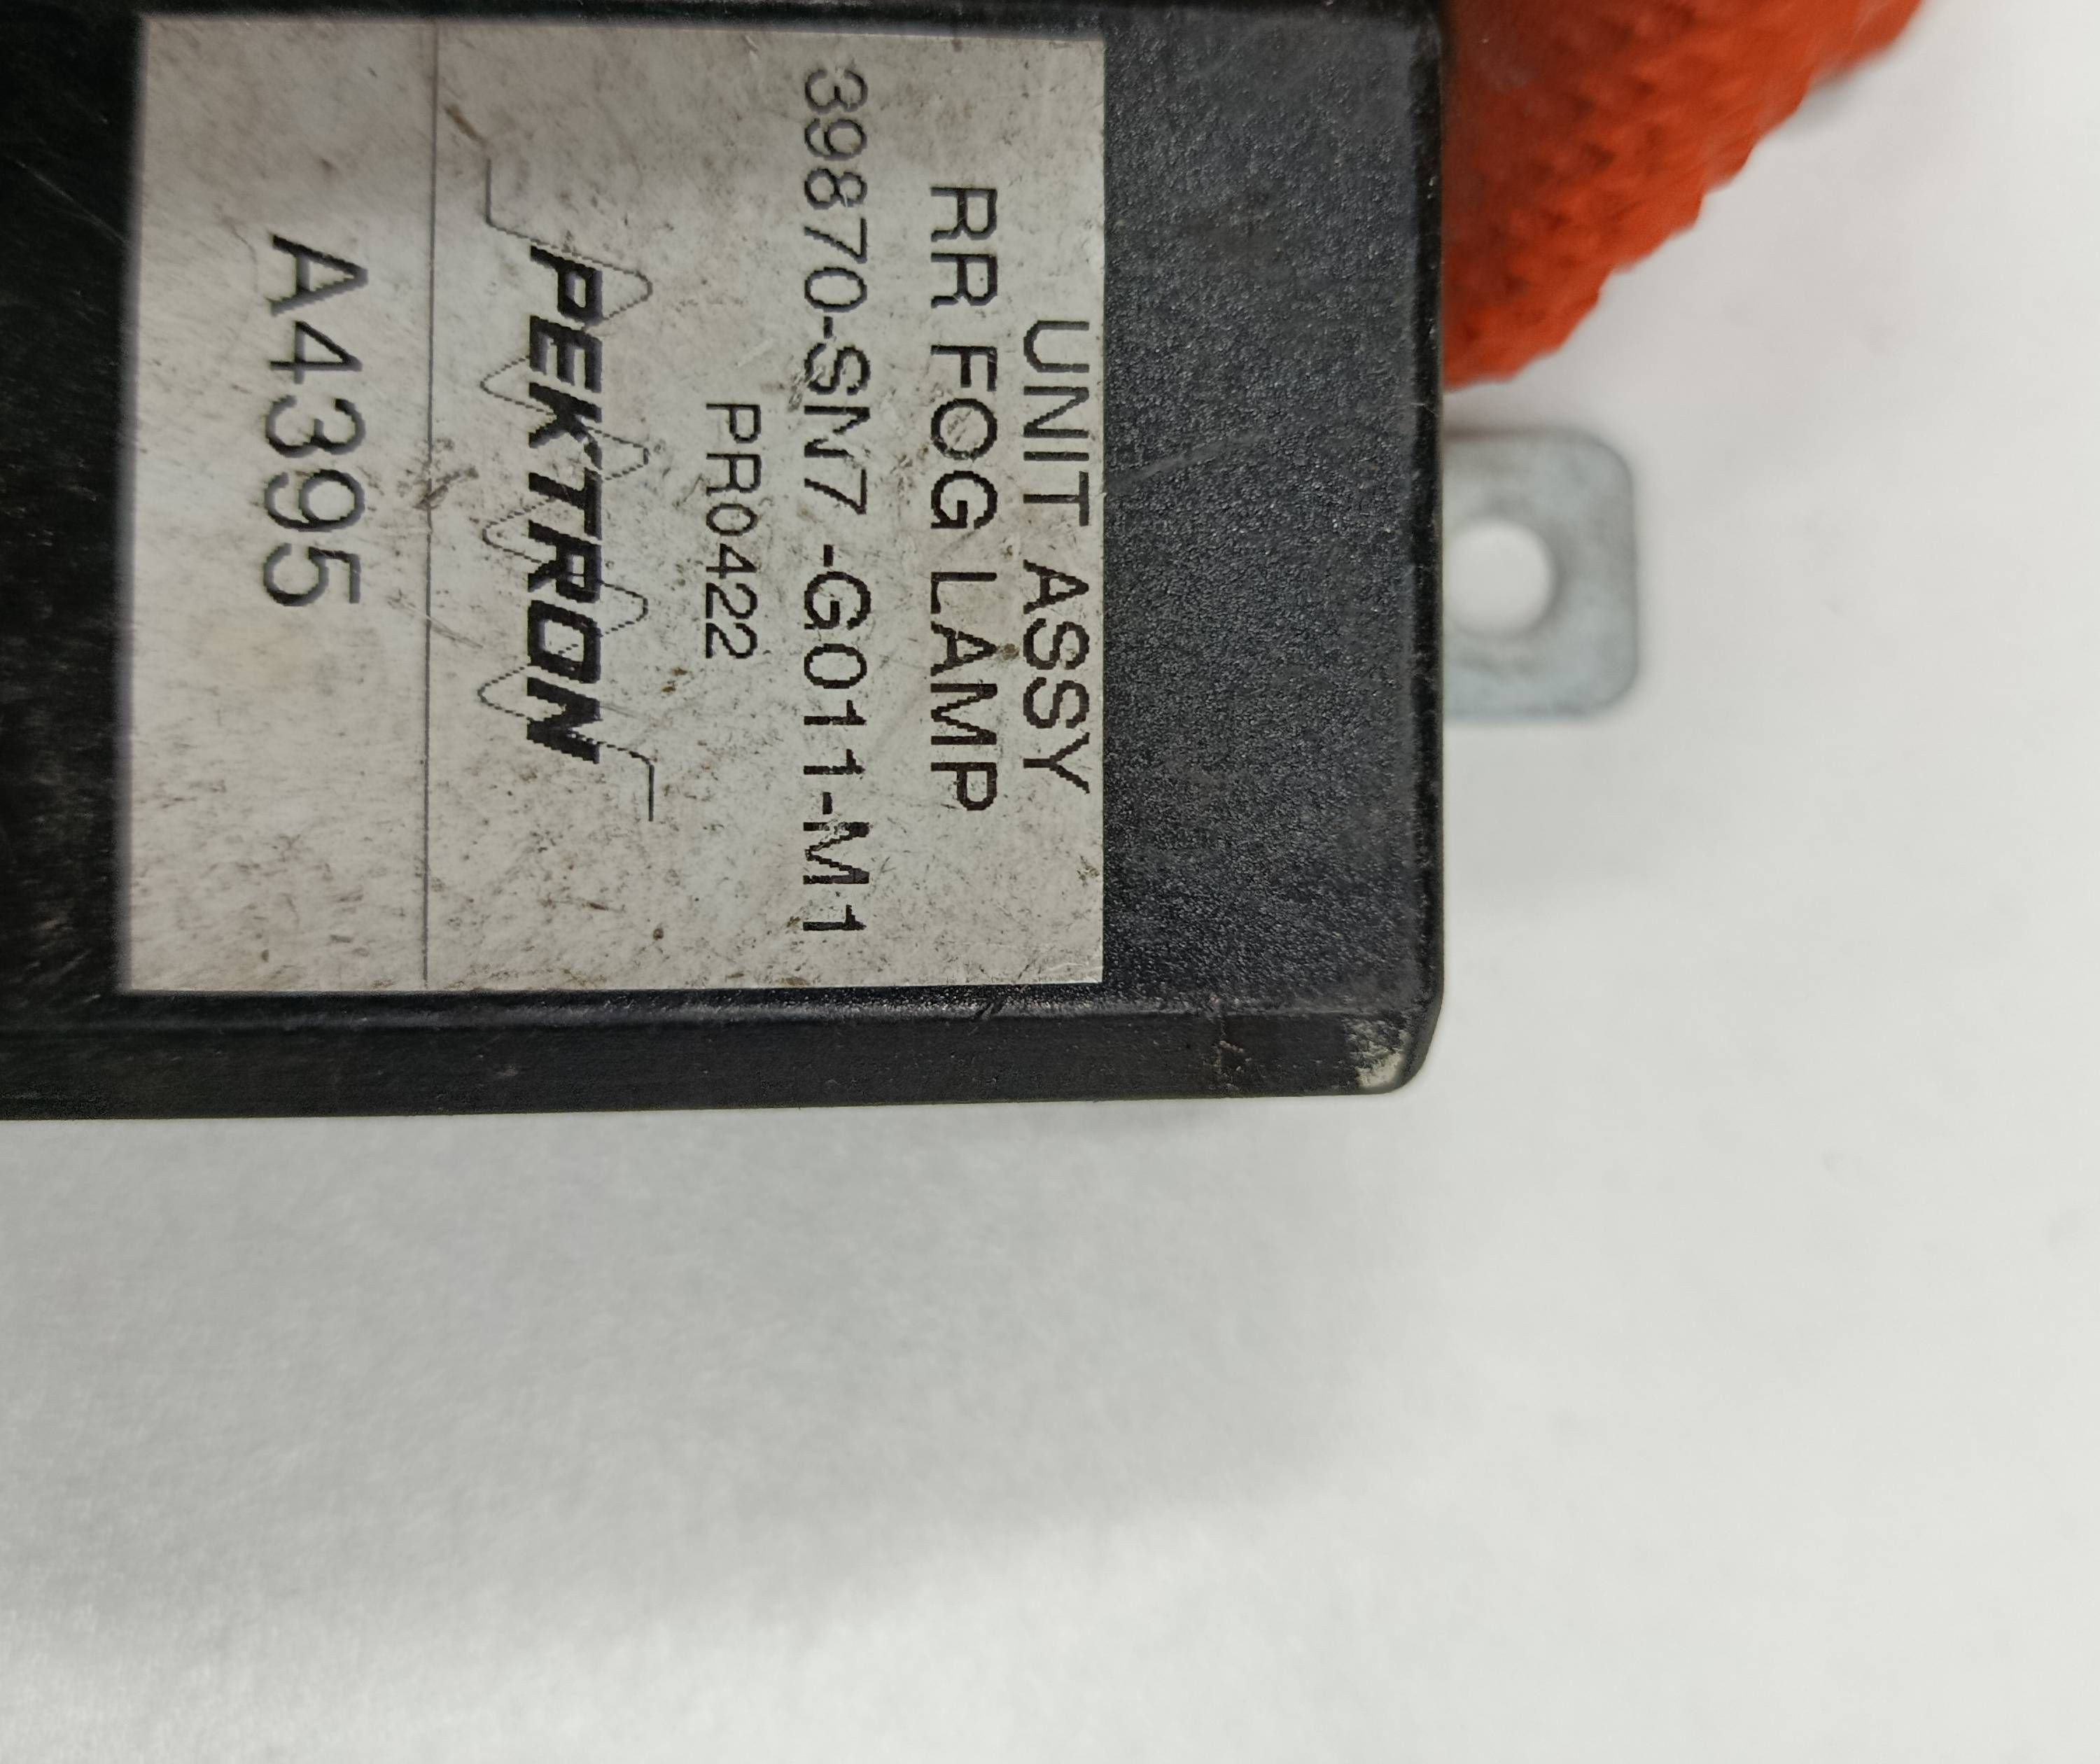 UNIT ASSY
RR FOG LAMP
39870-SN7-G011-M1
PR0422
PEKTRON
A4395